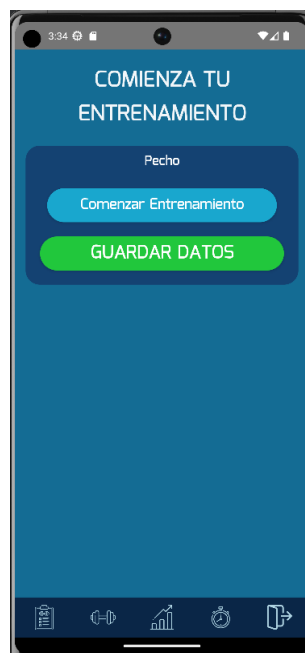 3:34
COMIENZA TU
ENTRENAMIENTO
Pecho
Comenzar Entrenamiento
GUARDAR DATOS